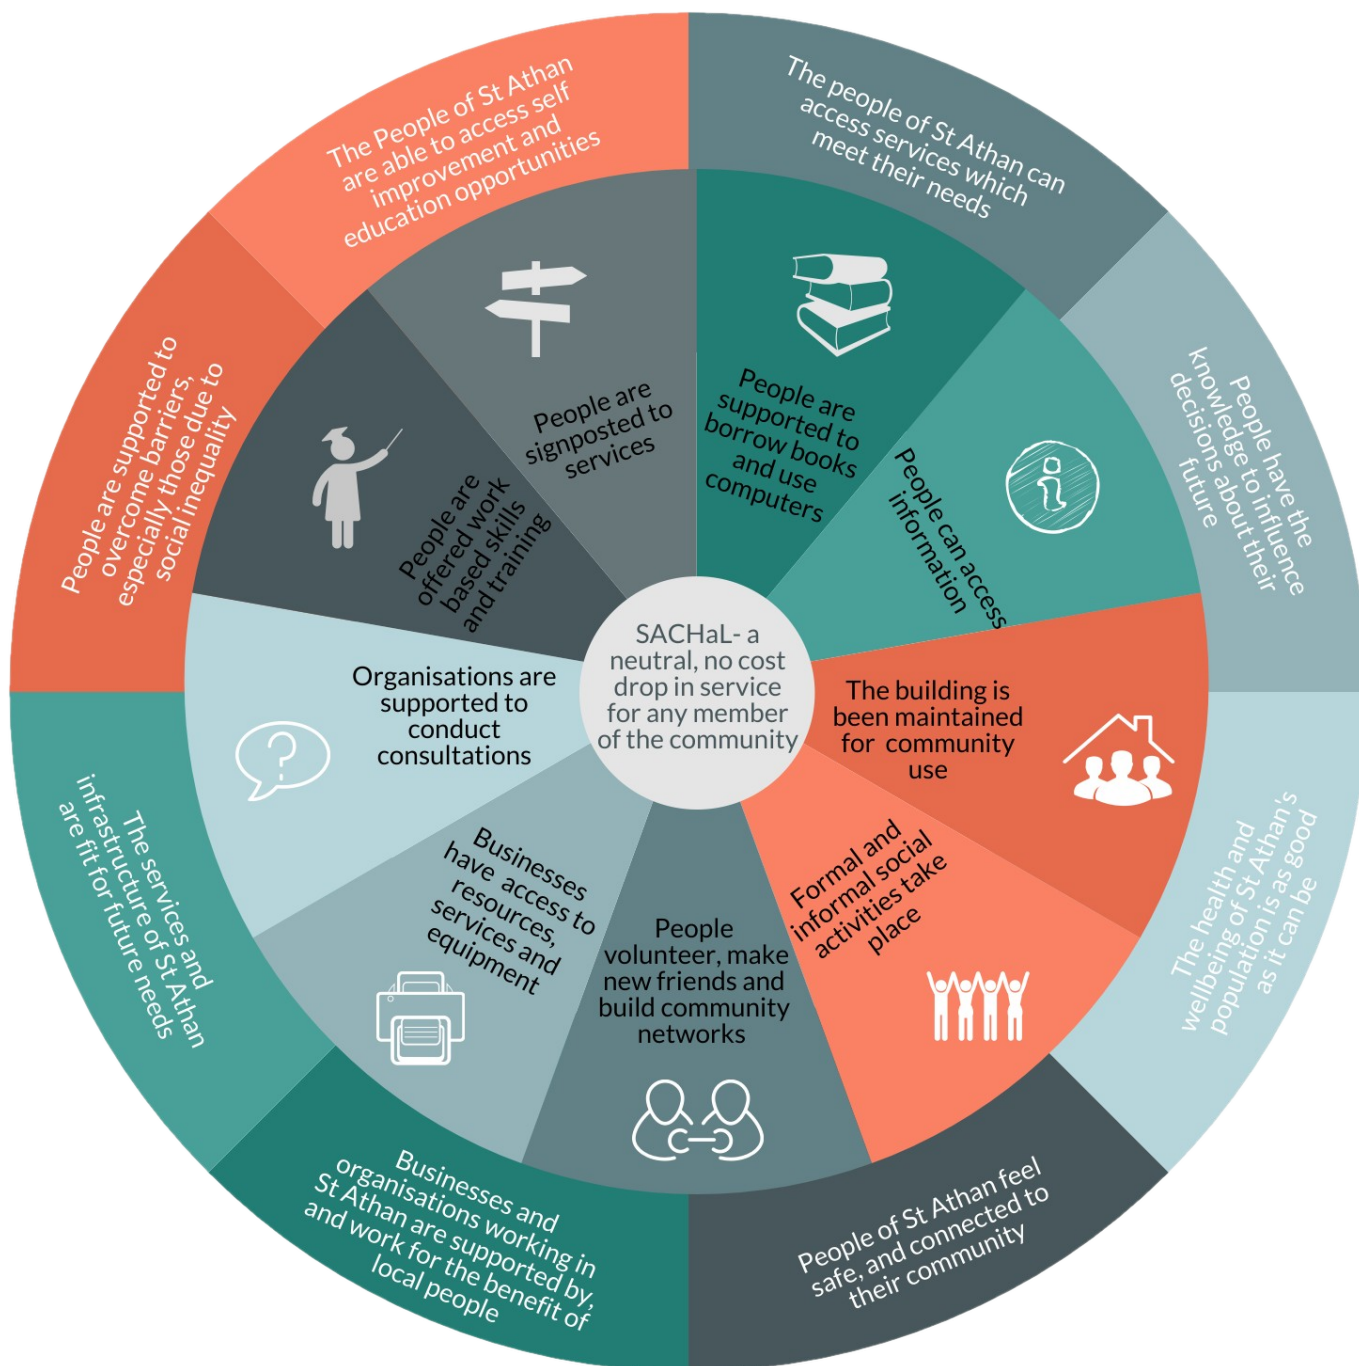 The people of St Athan can
access services which
meet their needs
People have the
knowledge to influence
decisions about their
future
The health and
wellbeing of St Athan's
population is as good
as it can be
People of St Athan feel
safe, and connected to
their community
Businesses and
organisations working in
St Athan are supported by,
and work for the benefit of
local people
The services and
infrastructure of St Athan
are fit for future needs
People are supported to
overcome barriers,
especially those due to
social inequality
The People of St Athan
are able to access self
improvement and
education opportunities
People are
supported to
borrow books
and use
computers
People can access
information
i
The building is
been maintained
for community
use
Formal and
informal social
activities take
place
People
volunteer, make
new friends and
build community
networks
Businesses
have access to
resources,
services and
equipment
Organisations are
supported to
conduct
consultations
?
People are
offered work
based skills
and training
People are
signposted to
services
SACHaL- a
neutral, no cost
drop in service
for any member
of the community